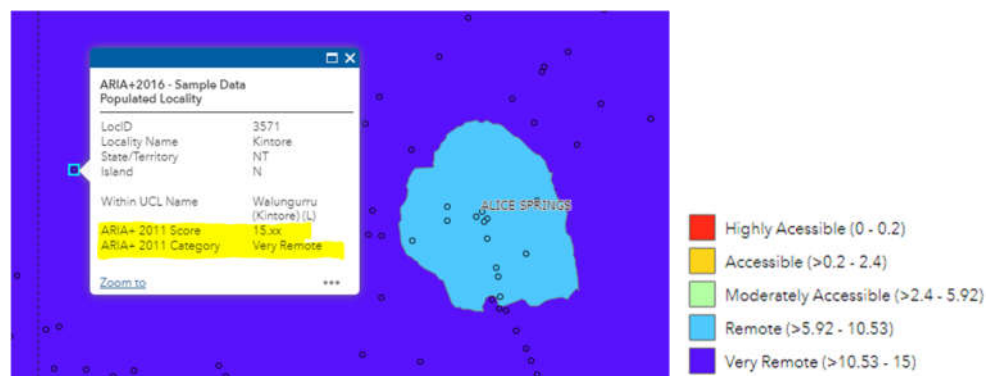 ARIA+2016 - Sample Data
Populated Locality
LocID 3571
Locality Name Kintore
State/Territory NT
Island N
Within UCL Name Walungurru
(Kintore) (L)
ARIA+ 2011 Score 15.xx
ARIA+ 2011 Category Very Remote
Zoom to
ALICE SPRINGS
Highly Acessible (0 - 0.2)
Accessible (>0.2 - 2.4)
Moderately Accessible (>2.4 - 5.92)
Remote (>5.92 - 10.53)
Very Remote (>10.53 - 15)